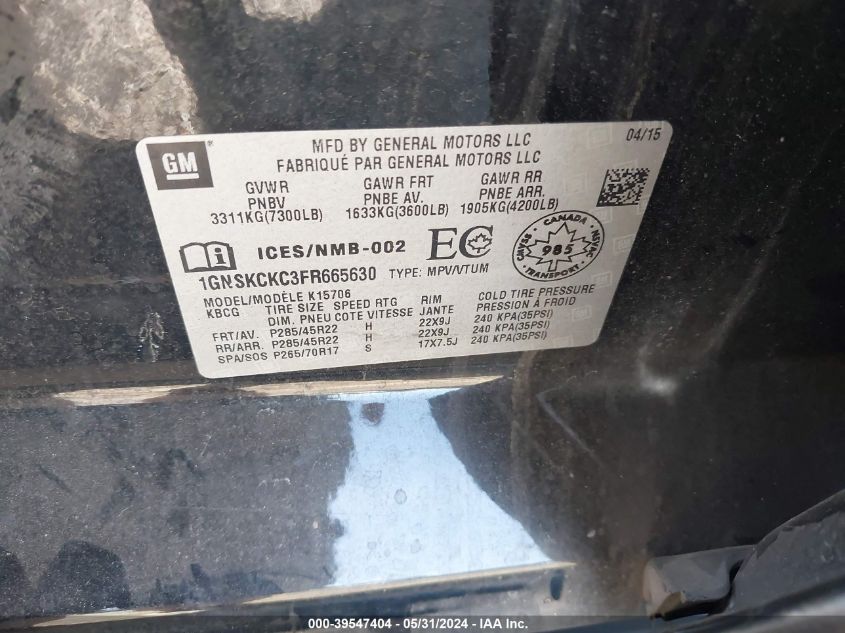 GM
MFD BY GENERAL MOTORS LLC 04/15
FABRIQUÉ PAR GENERAL MOTORS LLC
GVWR GAWR FRT GAWR RR
PNBV PNBE AV. PNBE ARR.
3311KG(7300LB) 1633KG(3600LB) 1905KG(4200LB)
i ICES/NMB-002 EC CANADA 985 TRANSPORT NSVAC
1GNSKCKC3FR665630 TYPE: MPV/VTUM
MODEL/MODÈLE K15706
KBCG TIRE SIZE SPEED RTG RIM COLD TIRE PRESSURE
DIM. PNEU COTE VITESSE JANTE PRESSION À FROID
FRT/AV. P285/45R22 H 22X9J 240 KPA(35PSI)
RR/ARR. P285/45R22 H 22X9J 240 KPA(35PSI)
SPA/SOS P265/70R17 S 17X7.5J 240 KPA(35PSI)
000-39547404 / 05/31/2024 - IAA Inc.